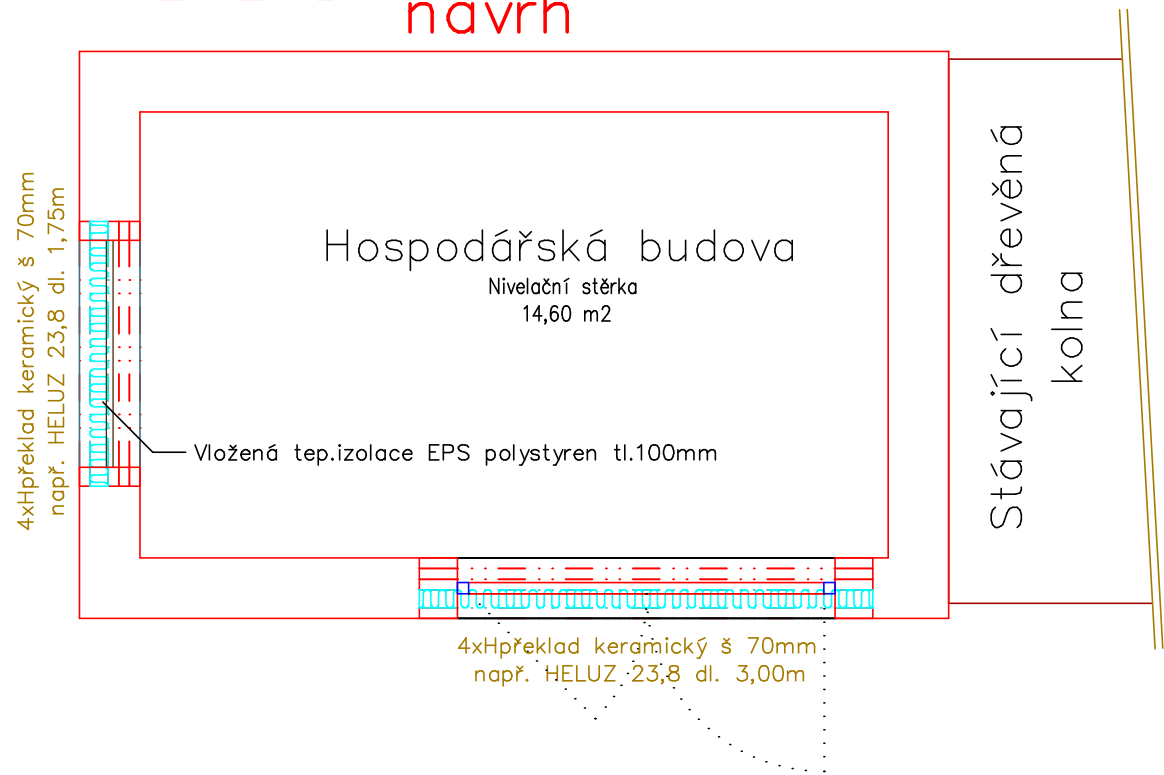 návrh
Hospodářská budova
Nivelační stěrka
14,60 m2
Stávající dřevěná
kolna
4xHpřeklad keramický š 70mm
např. HELUZ 23,8 dl. 1,75m
Vložená tep.izolace EPS polystyren tl.100mm
4xHpřeklad keramický š 70mm
např. HELUZ 23,8 dl. 3,00m